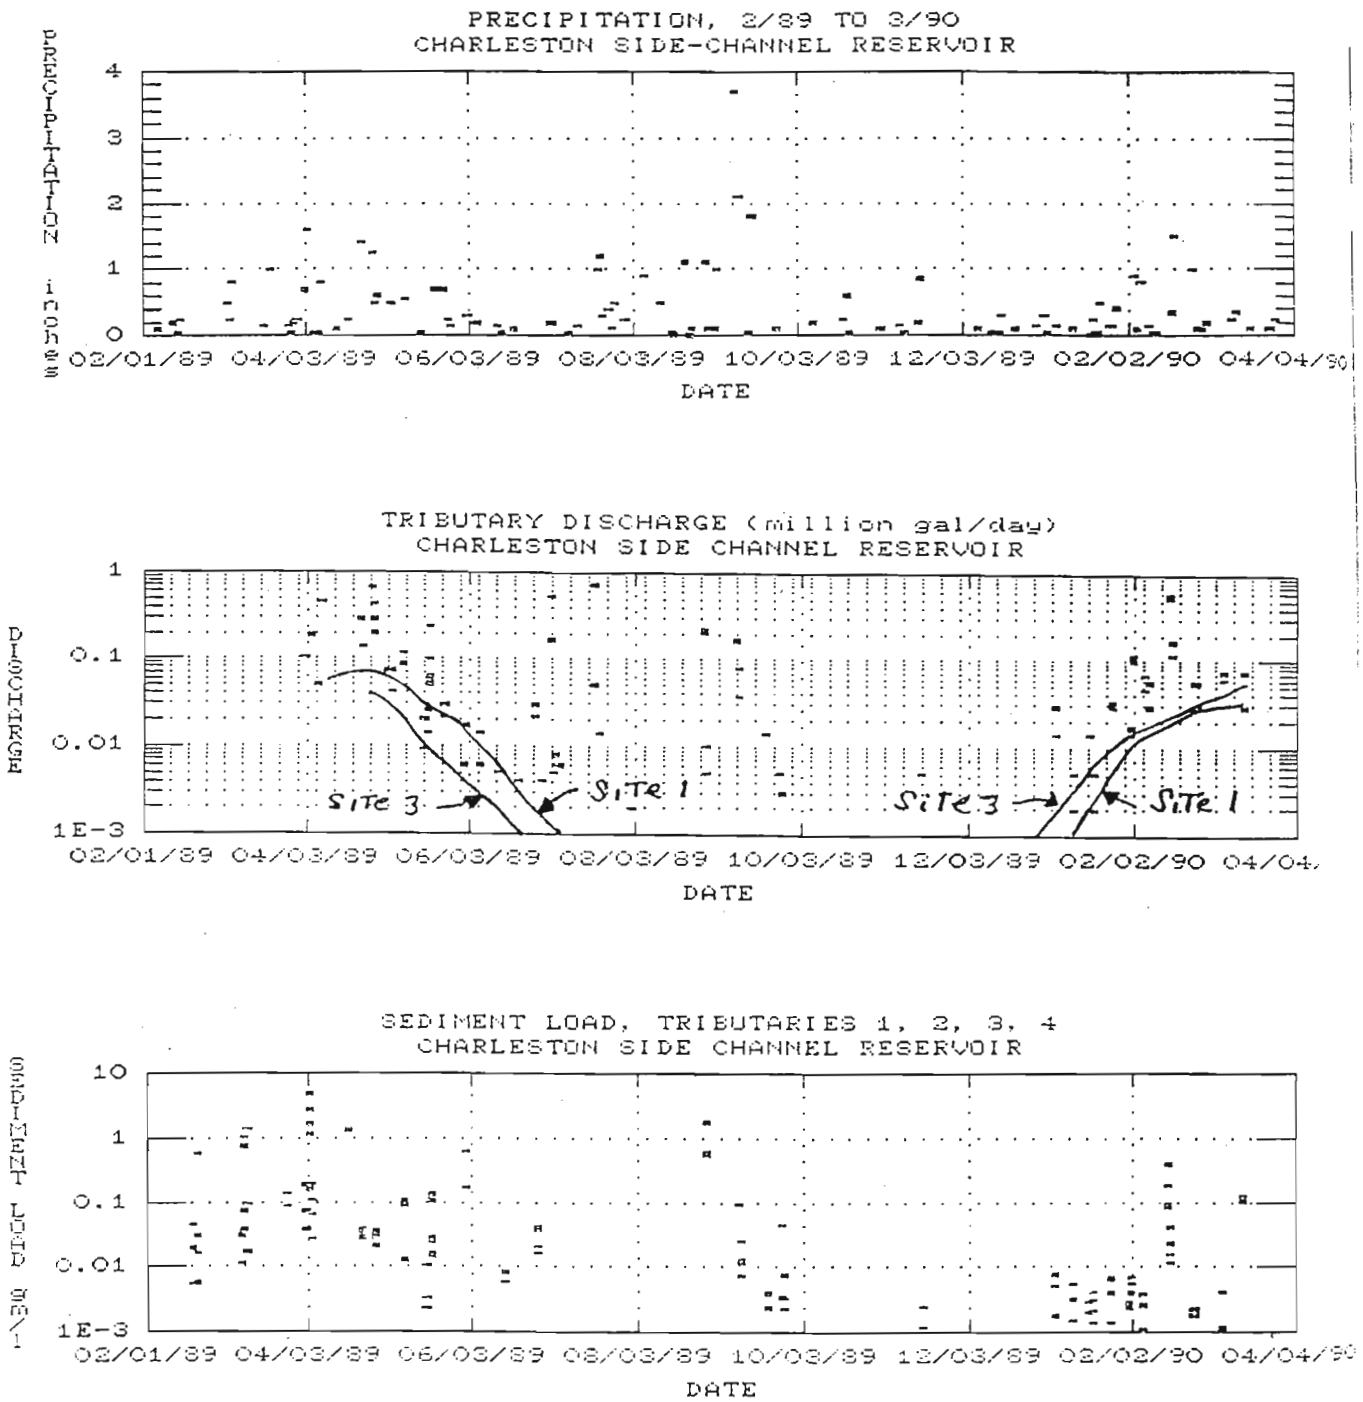 PRECIPITATION, 2/89 TO 3/90
CHARLESTON SIDE-CHANNEL RESERVOIR
PRECIPITATION inches
4
3
2
1
0
02/01/89 04/03/89 06/03/89 08/03/89 10/03/89 12/03/89 02/02/90 04/04/90
DATE
TRIBUTARY DISCHARGE (million gal/day)
CHARLESTON SIDE CHANNEL RESERVOIR
DISCHARGE
1
0.1
0.01
1E-3
SiTe 3
SiTe 1
SiTe 3
SiTe 1
02/01/89 04/03/89 06/03/89 08/03/89 10/03/89 12/03/89 02/02/90 04/04/
DATE
SEDIMENT LOAD, TRIBUTARIES 1, 2, 3, 4
CHARLESTON SIDE CHANNEL RESERVOIR
SEDIMENT LOAD gm/l
10
1
0.1
0.01
1E-3
02/01/89 04/03/89 06/03/89 08/03/89 10/03/89 12/03/89 02/02/90 04/04/90
DATE